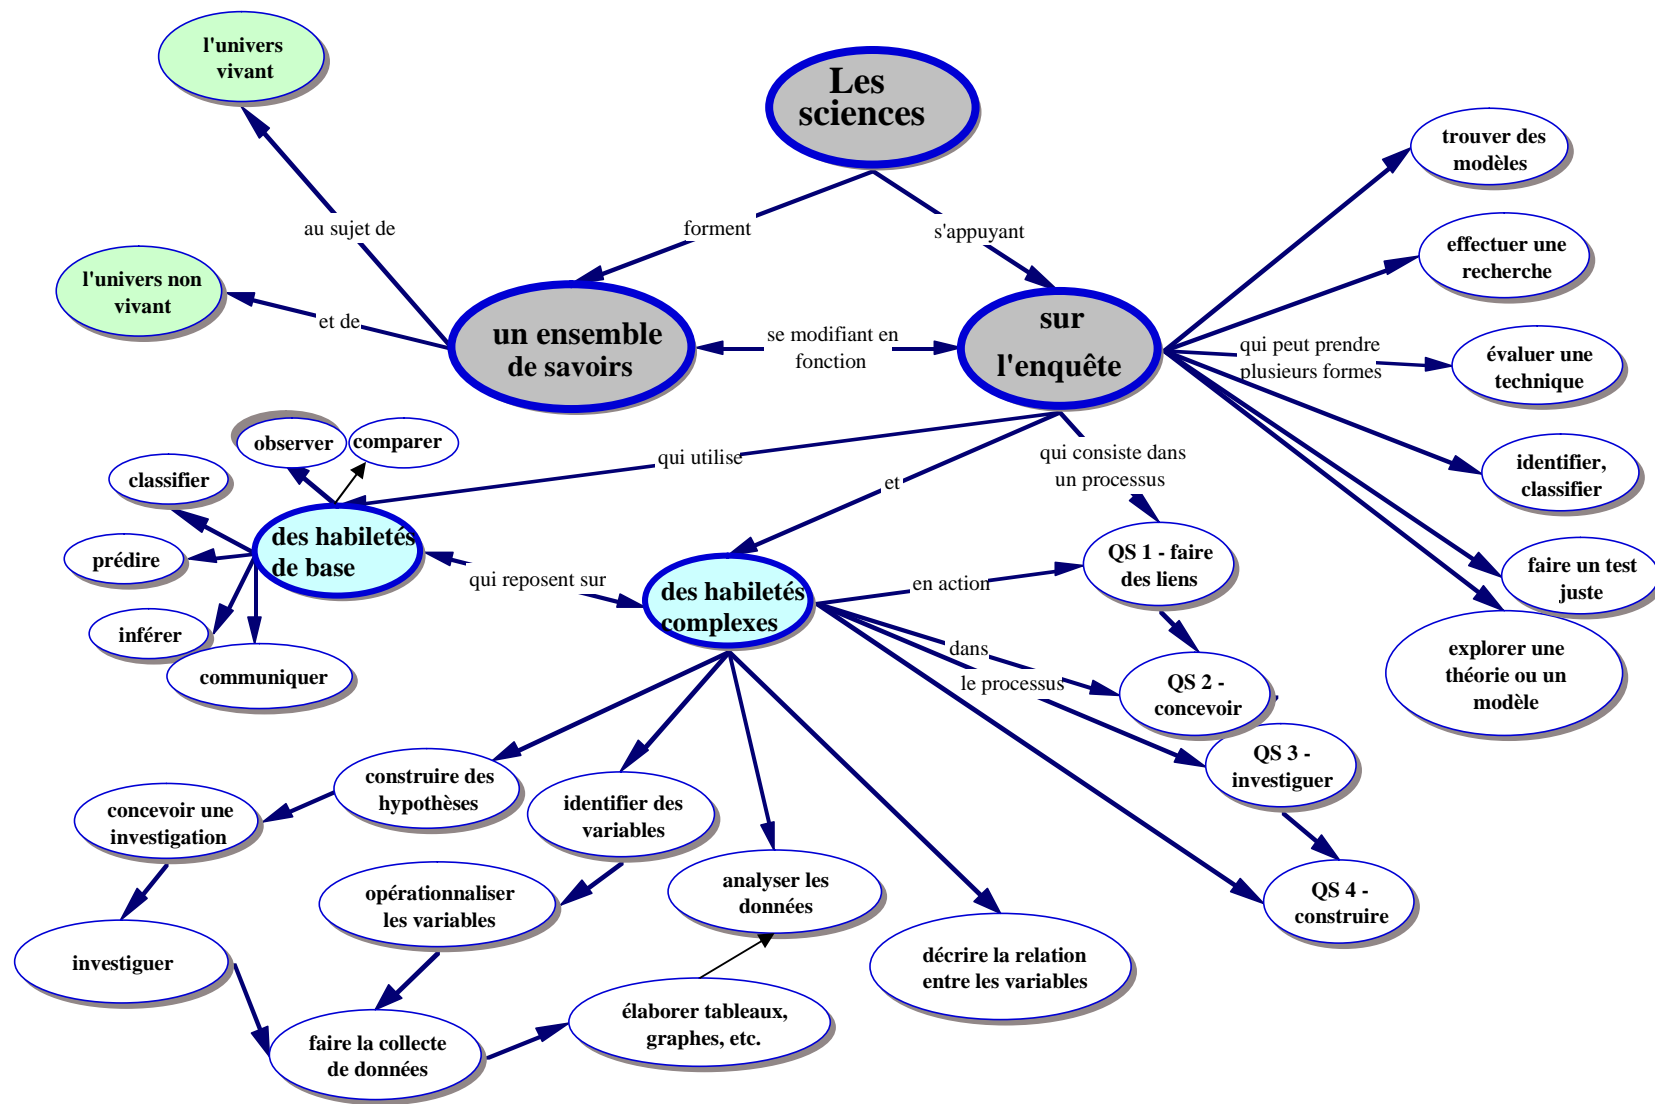 l'univers
vivant
Les
sciences
trouver des
modèles
au sujet de
forment
s'appuyant
effectuer une
recherche
l'univers non
vivant
et de
un ensemble
de savoirs
se modifiant en
fonction
sur
l'enquête
qui peut prendre
plusieurs formes
évaluer une
technique
observer
comparer
classifier
qui utilise
et
qui consiste dans
un processus
identifier,
classifier
prédire
des habiletés
de base
qui reposent sur
des habiletés
complexes
en action
QS 1 - faire
des liens
faire un test
juste
inférer
communiquer
dans
le processus
QS 2 -
concevoir
explorer une
théorie ou un
modèle
QS 3 -
investiguer
construire des
hypothèses
identifier des
variables
concevoir une
investigation
opérationnaliser
les variables
analyser les
données
QS 4 -
construire
investiguer
décrire la relation
entre les variables
faire la collecte
de données
élaborer tableaux,
graphes, etc.